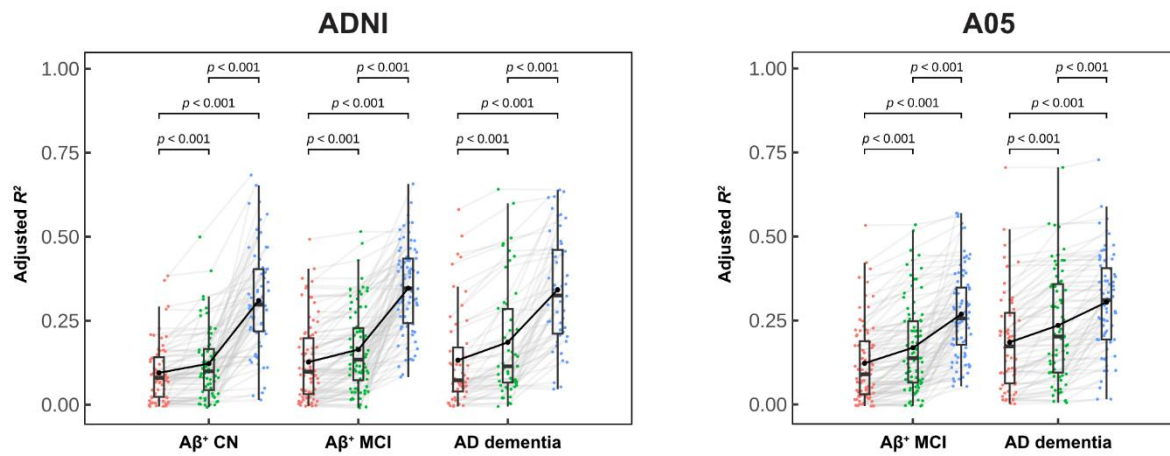 ADNI
Adjusted R²
1.00
0.75
0.50
0.25
0.00
p < 0.001
p < 0.001
p < 0.001
p < 0.001
p < 0.001
p < 0.001
p < 0.001
p < 0.001
p < 0.001
Aβ⁺ CN
Aβ⁺ MCI
AD dementia
A05
Adjusted R²
1.00
0.75
0.50
0.25
0.00
p < 0.001
p < 0.001
p < 0.001
p < 0.001
p < 0.001
p < 0.001
Aβ⁺ MCI
AD dementia